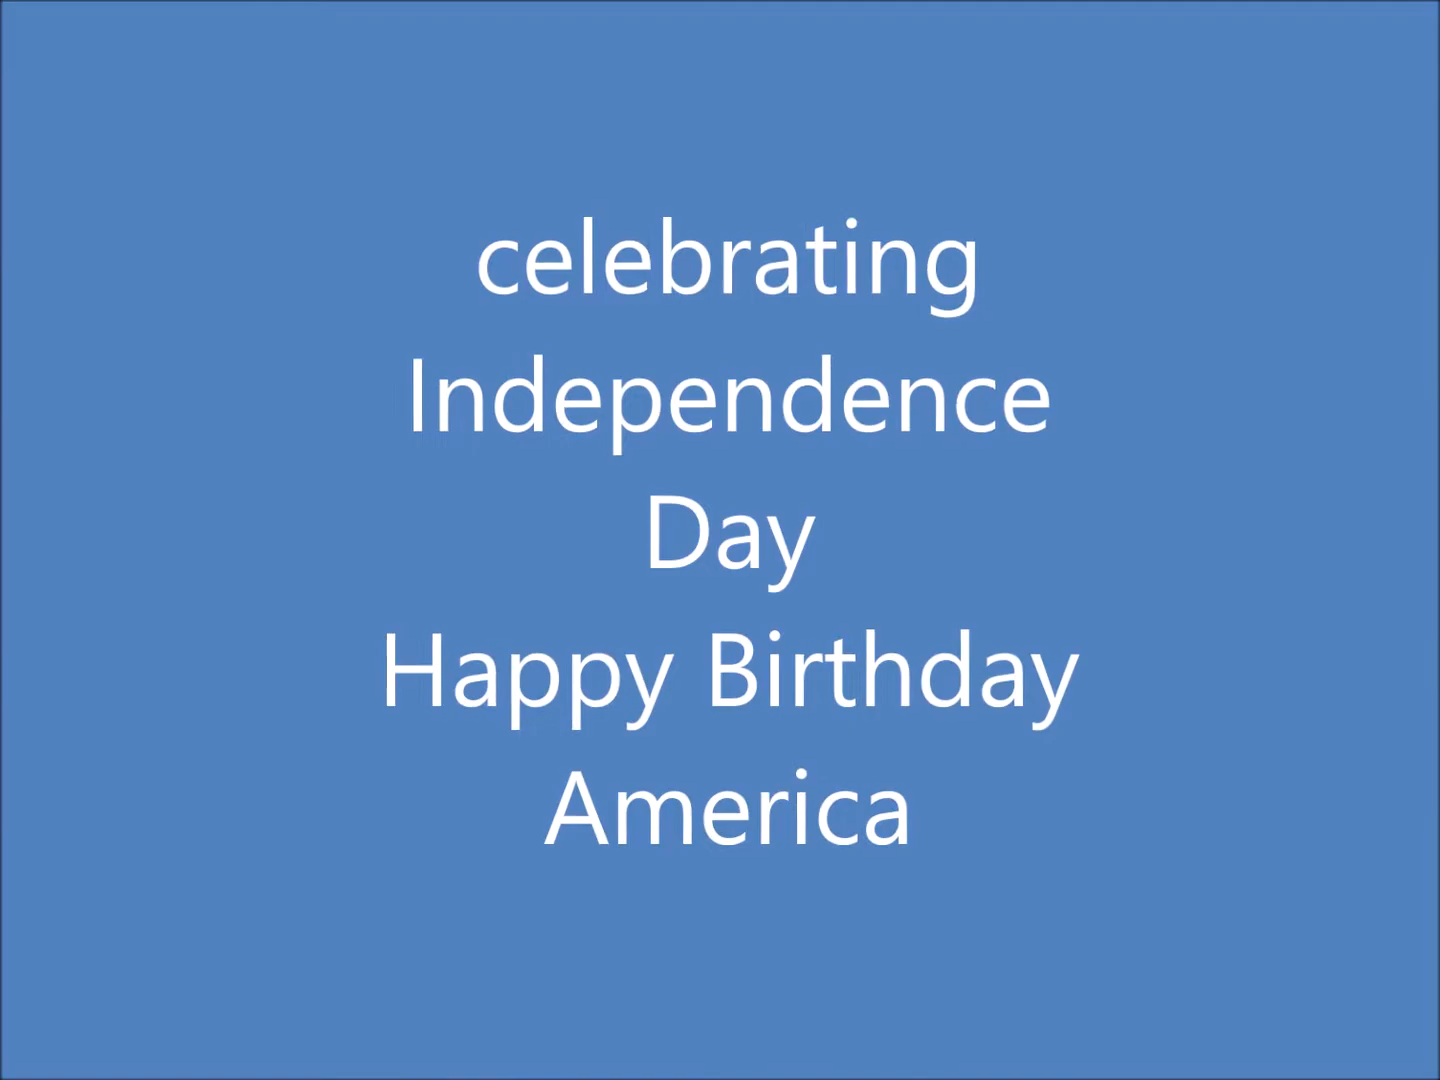 celebrating
Independence
Day
Happy Birthday
America